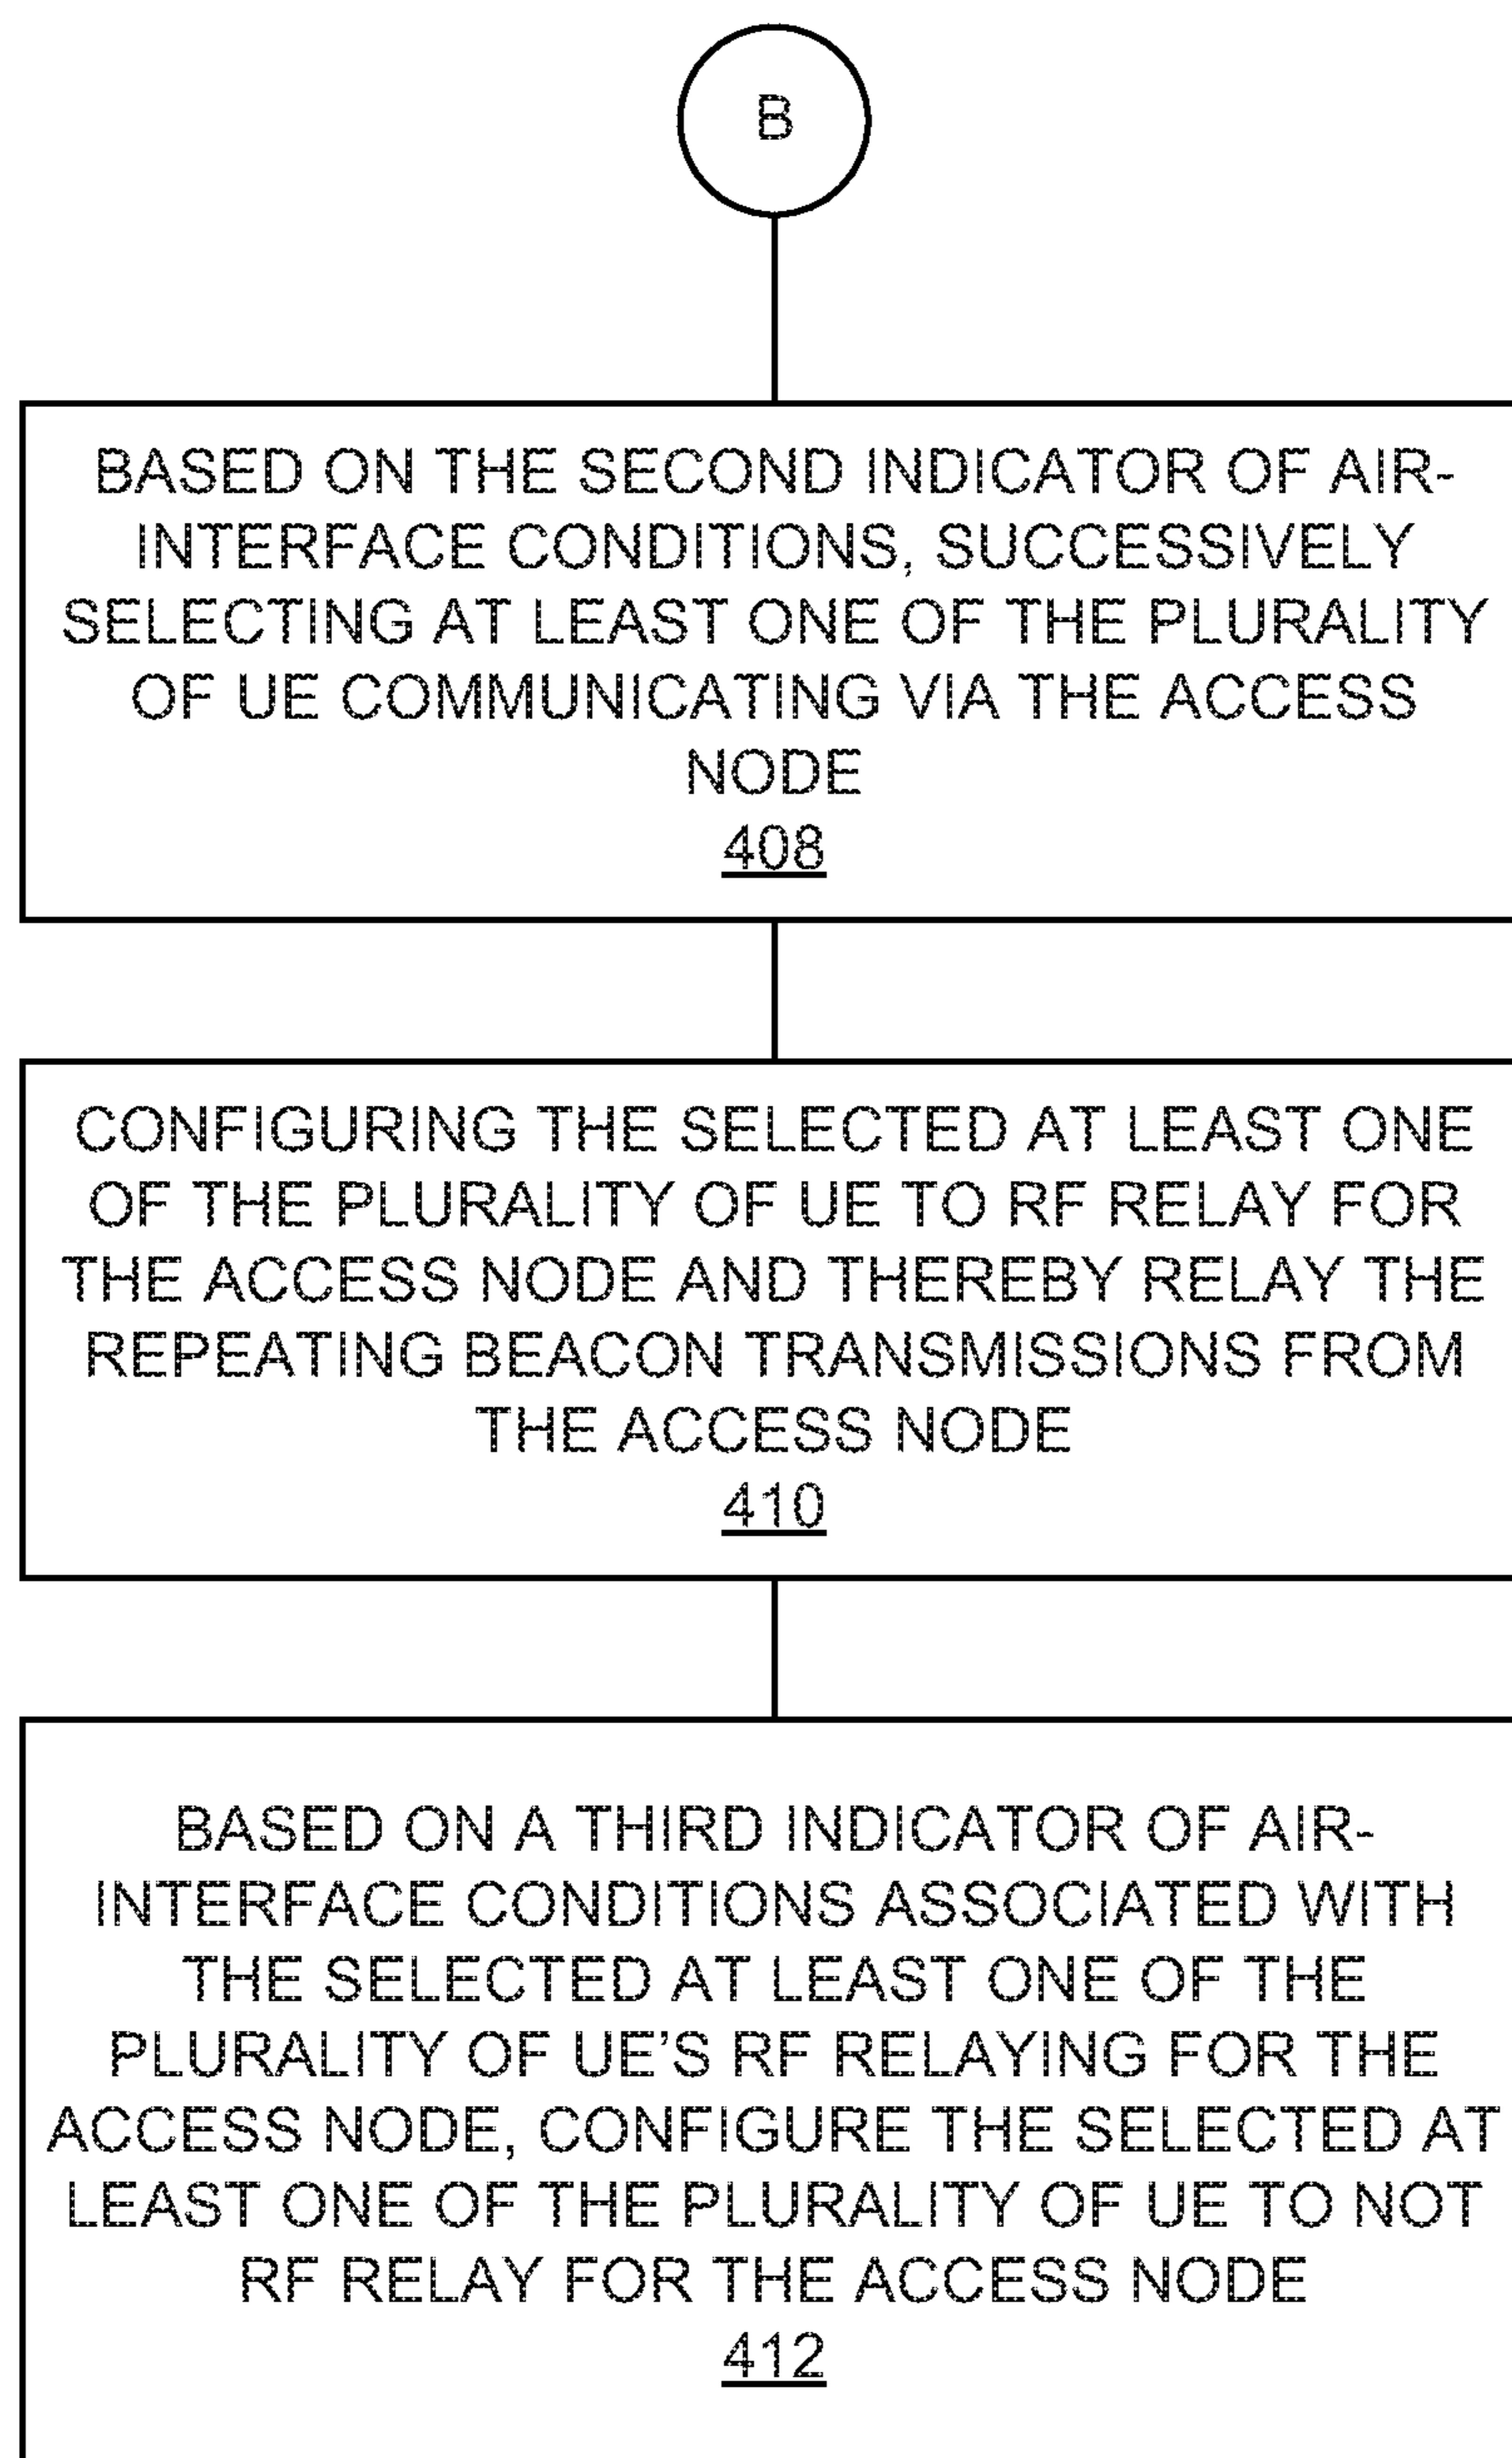 B
BASED ON THE SECOND INDICATOR OF AIR-
INTERFACE CONDITIONS, SUCCESSIVELY
SELECTING AT LEAST ONE OF THE PLURALITY
OF UE COMMUNICATING VIA THE ACCESS
NODE
408
CONFIGURING THE SELECTED AT LEAST ONE
OF THE PLURALITY OF UE TO RF RELAY FOR
THE ACCESS NODE AND THEREBY RELAY THE
REPEATING BEACON TRANSMISSIONS FROM
THE ACCESS NODE
410
BASED ON A THIRD INDICATOR OF AIR-
INTERFACE CONDITIONS ASSOCIATED WITH
THE SELECTED AT LEAST ONE OF THE
PLURALITY OF UE'S RF RELAYING FOR THE
ACCESS NODE, CONFIGURE THE SELECTED AT
LEAST ONE OF THE PLURALITY OF UE TO NOT
RF RELAY FOR THE ACCESS NODE
412